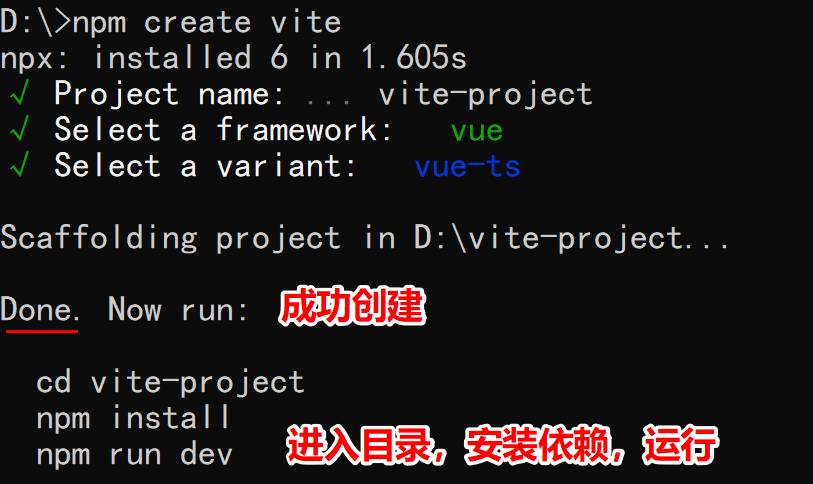 D:\>npm create vite
npx: installed 6 in 1.605s
√ Project name: ... vite-project
√ Select a framework: vue
√ Select a variant: vue-ts
Scaffolding project in D:\vite-project...
Done. Now run: 成功创建
cd vite-project
npm install
npm run dev 进入目录，安装依赖，运行